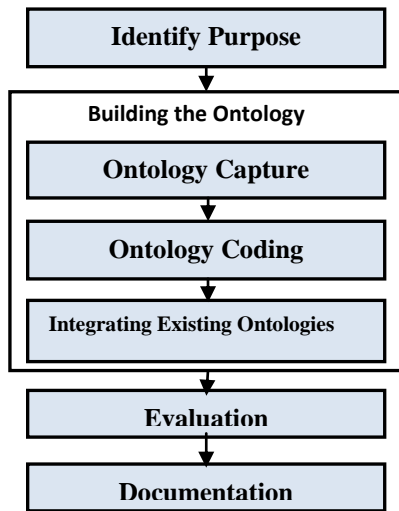 Identify Purpose
Building the Ontology
Ontology Capture
Ontology Coding
Integrating Existing Ontologies
Evaluation
Documentation